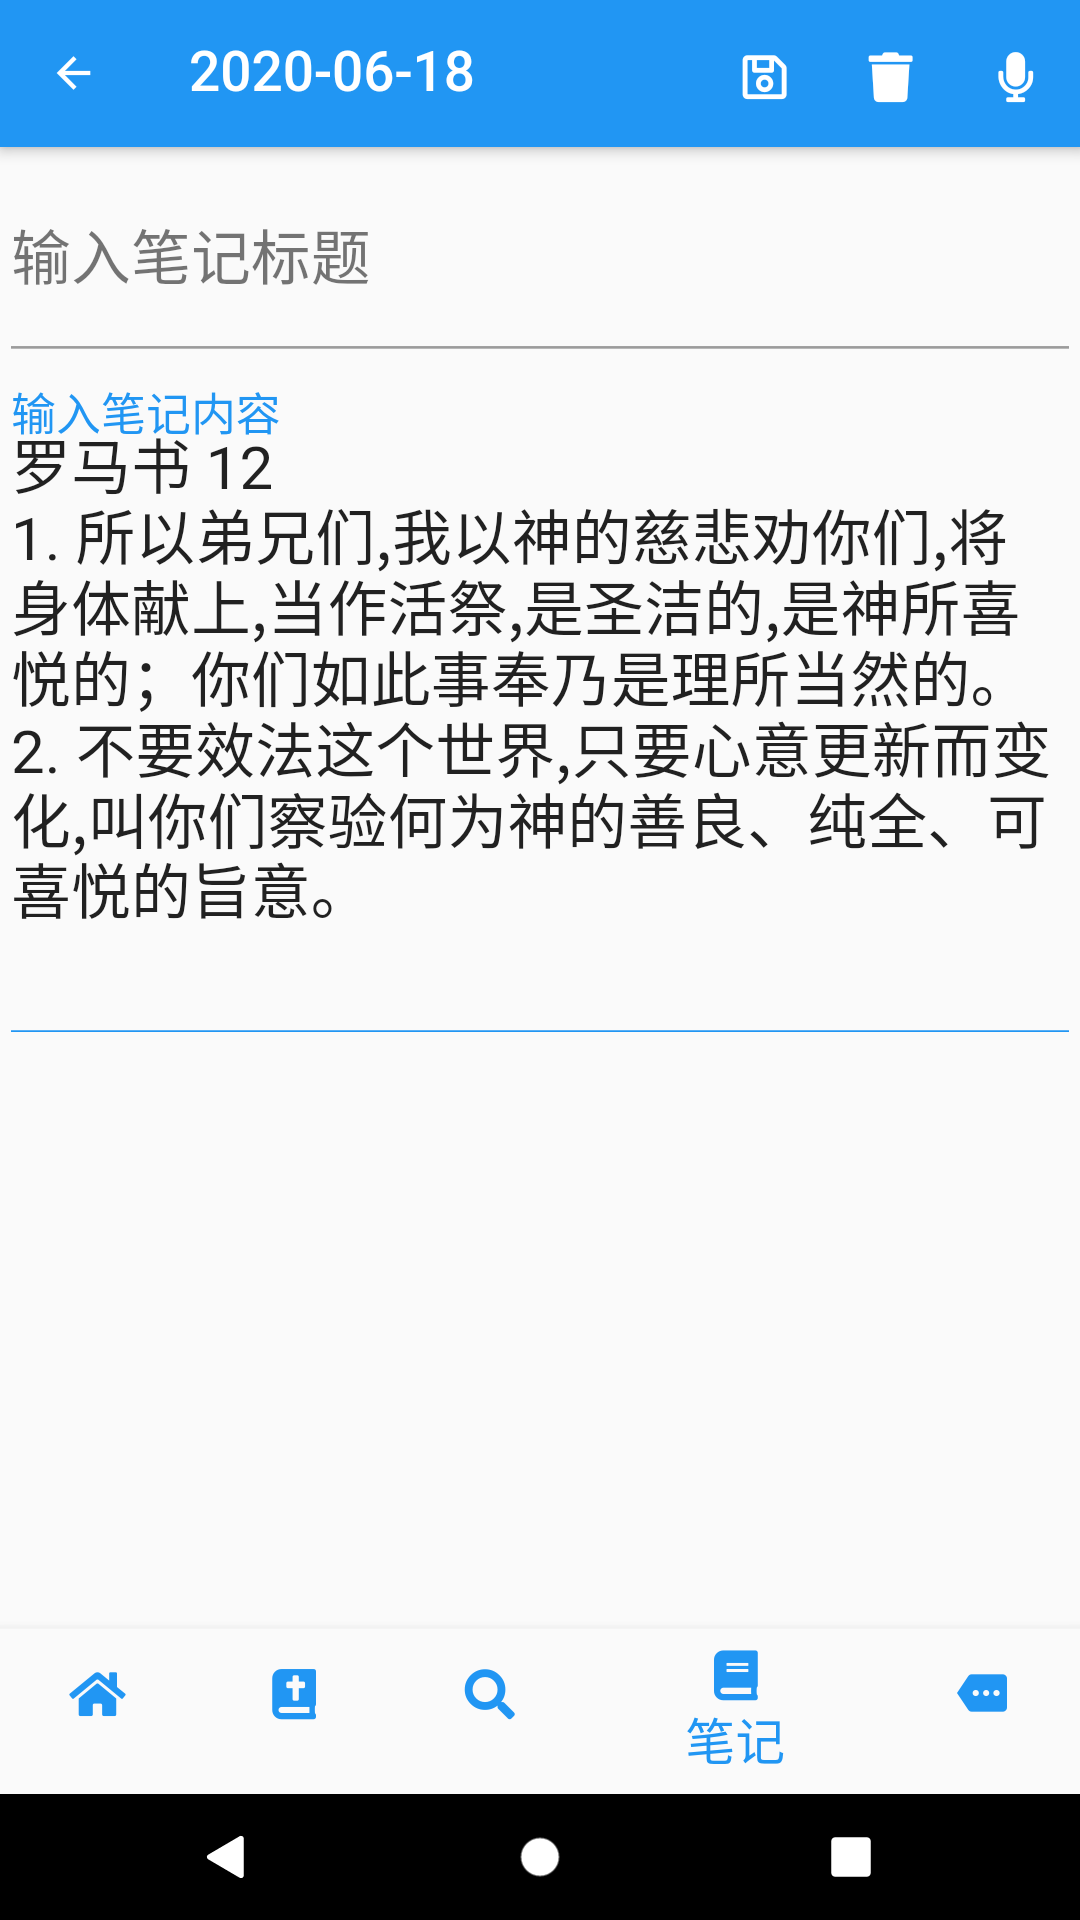 2020-06-18
输入笔记标题
输入笔记内容
罗马书 12
1. 所以弟兄们,我以神的慈悲劝你们,将
身体献上,当作活祭,是圣洁的,是神所喜
悦的；你们如此事奉乃是理所当然的。
2. 不要效法这个世界,只要心意更新而变
化,叫你们察验何为神的善良、纯全、可
喜悦的旨意。
笔记